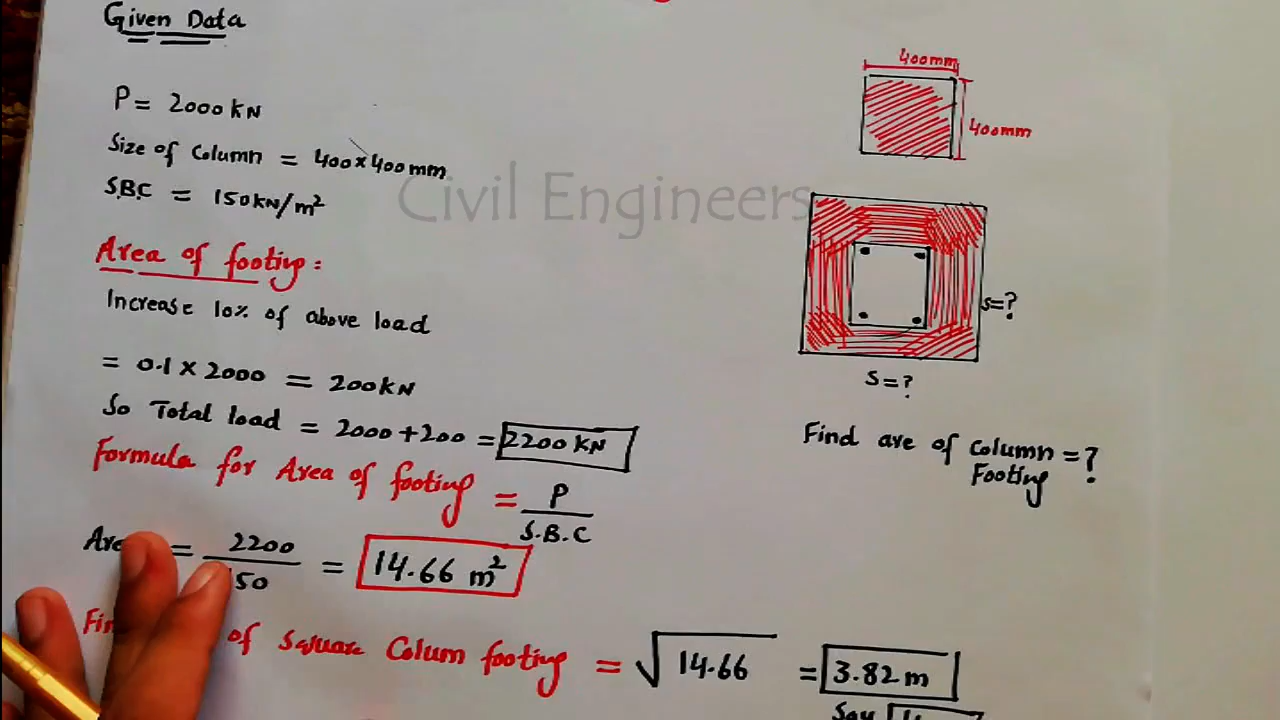 Given Data
P = 2000 KN
Size of Column = 400 x 400 mm
S.B.C = 150 KN/m²
Civil Engineers
Area of footing :
Increase 10% of above load
= 0.1 x 2000 = 200 KN
So Total load = 2000 + 200 = 2200 KN
Formula for Area of footing = P / S.B.C
= 2200 / 150 = 14.66 m²
of Square Colum footing = √14.66 = 3.82 m
Say
400mm
400mm
S = ?
S = ?
Find are of Column = ?
Footing